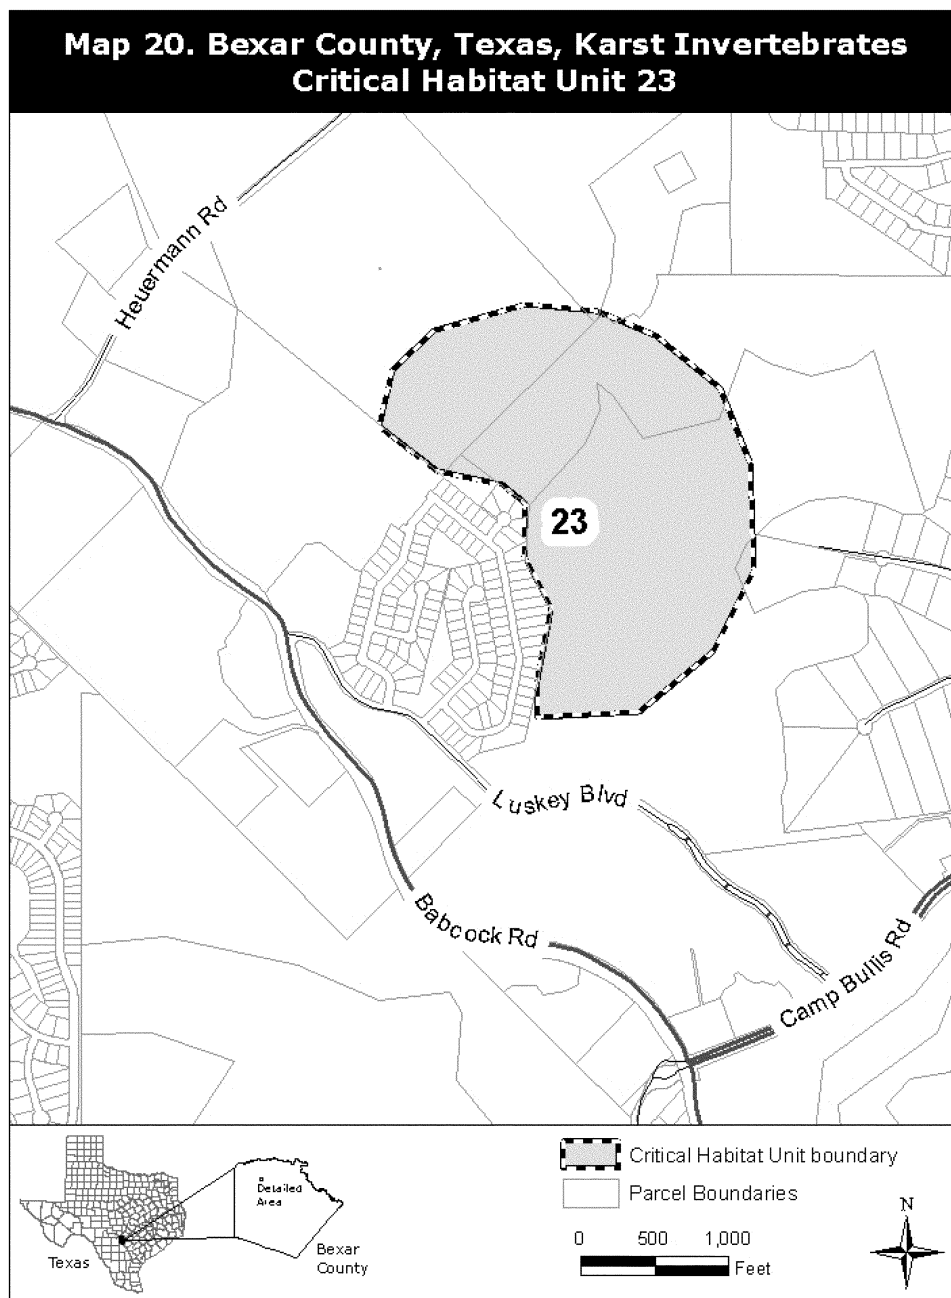 Map 20. Bexar County, Texas, Karst Invertebrates
Critical Habitat Unit 23
Heuermann Rd
23
Luskey Blvd
Babcock Rd
Camp Bullis Rd
Texas
Detailed
Area
Bexar
County
Critical Habitat Unit boundary
Parcel Boundaries
0 500 1,000
Feet
N